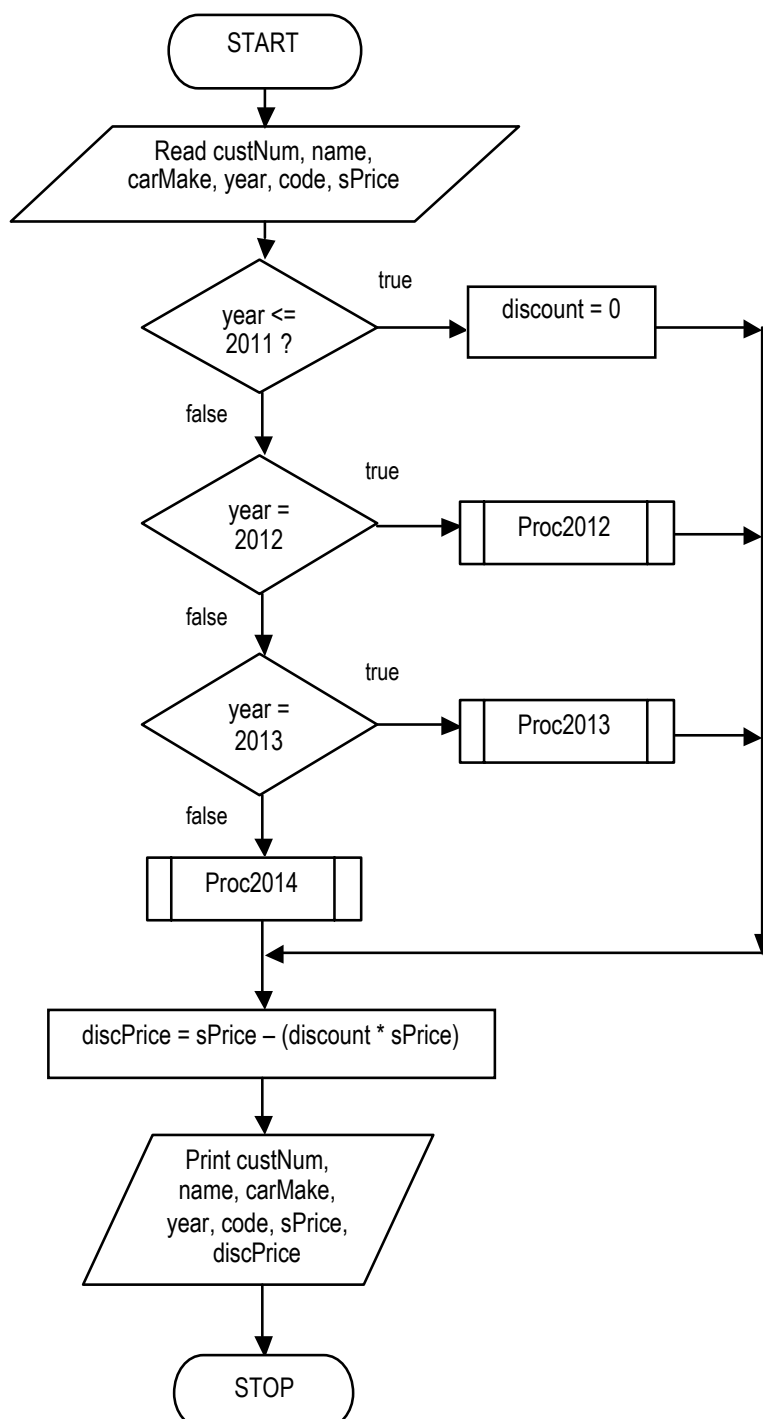 START
Read custNum, name,
carMake, year, code, sPrice
true
year <=
2011 ?
discount = 0
false
true
year =
2012
Proc2012
false
true
year =
2013
Proc2013
false
Proc2014
discPrice = sPrice – (discount * sPrice)
Print custNum,
name, carMake,
year, code, sPrice,
discPrice
STOP